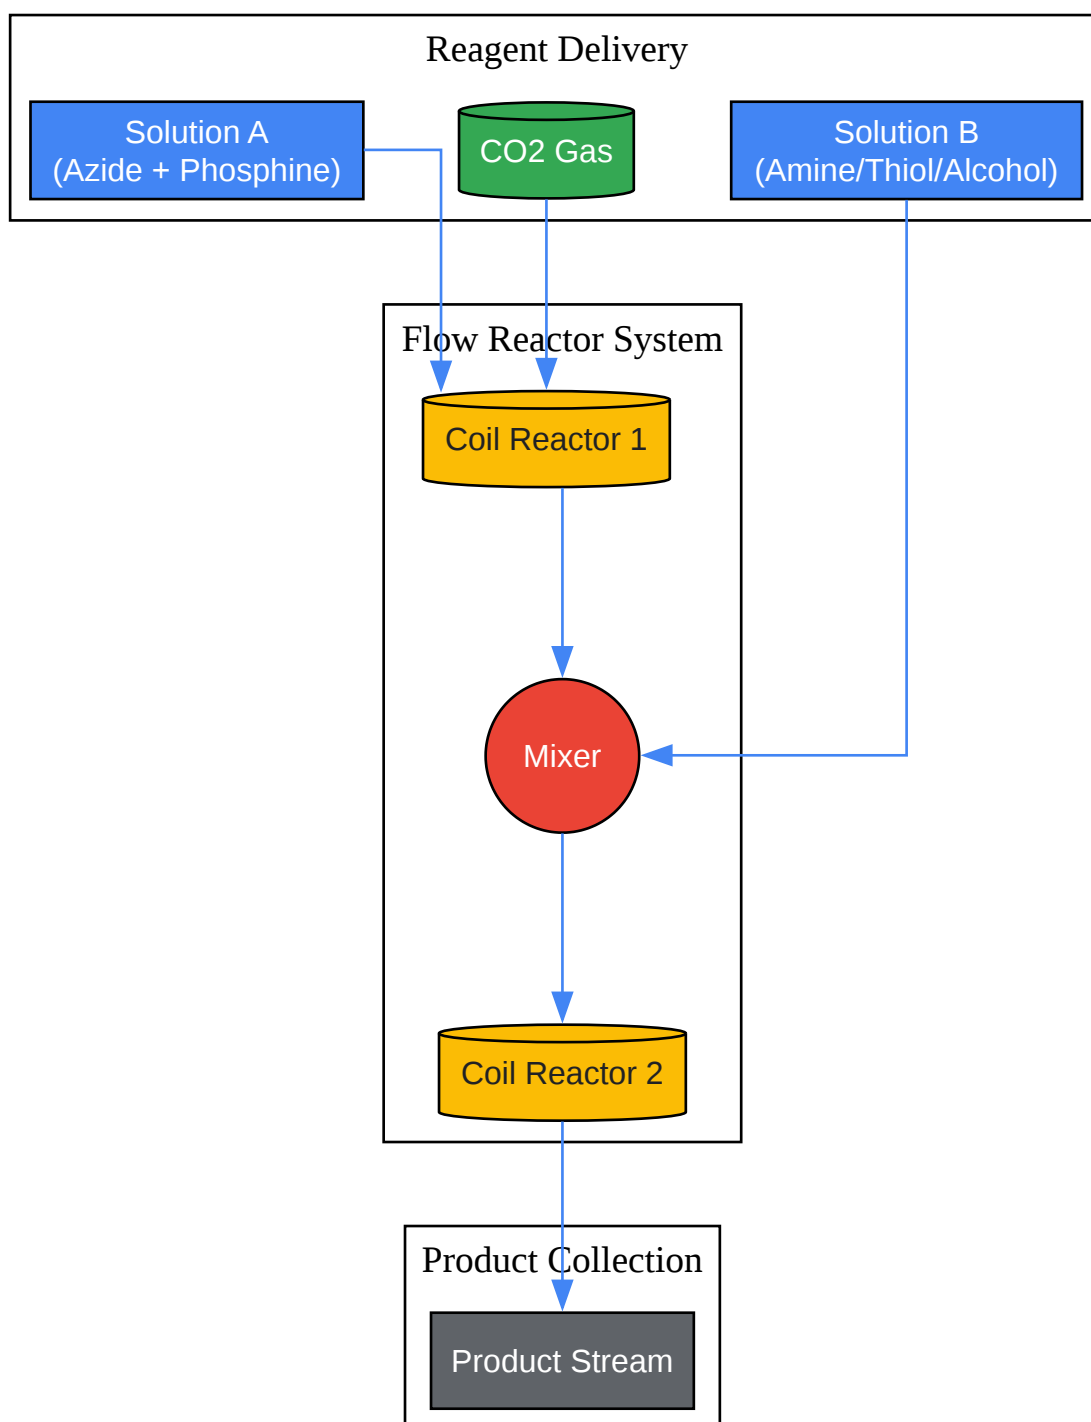 Reagent Delivery
Solution A
(Azide + Phosphine)
CO2 Gas
Solution B
(Amine/Thiol/Alcohol)
Flow Reactor System
Coil Reactor 1
Mixer
Coil Reactor 2
Product Collection
Product Stream